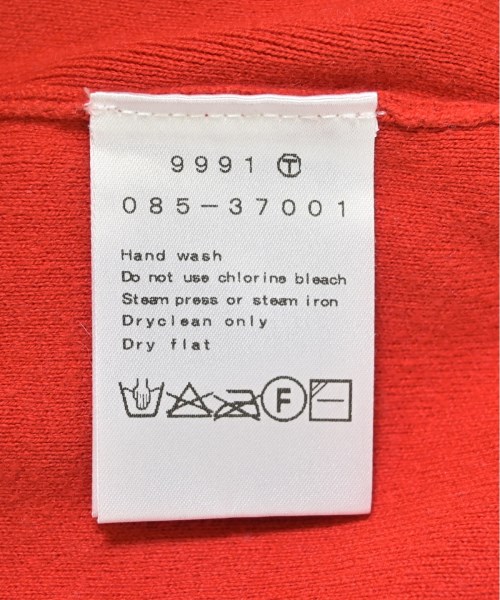 9991 Ⓣ
085-37001
Hand wash
Do not use chlorine bleach
Steam press or steam iron
Dryclean only
Dry flat
F